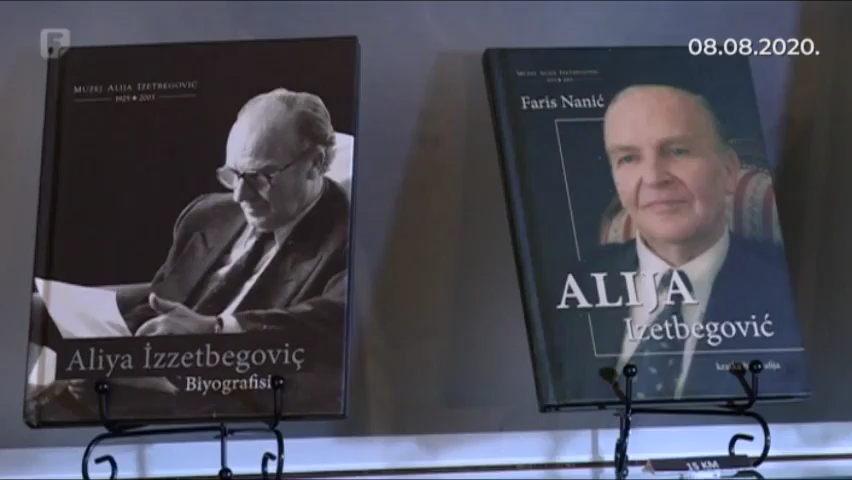 08.08.2020.
MUZEJ ALIJA IZETBEGOVIĆ
1925 2003
Aliya İzzetbegoviç
Biyografisi
MUZEJ ALIJA IZETBEGOVIĆ
Faris Nanić
ALIJA
Izetbegović
15 KM